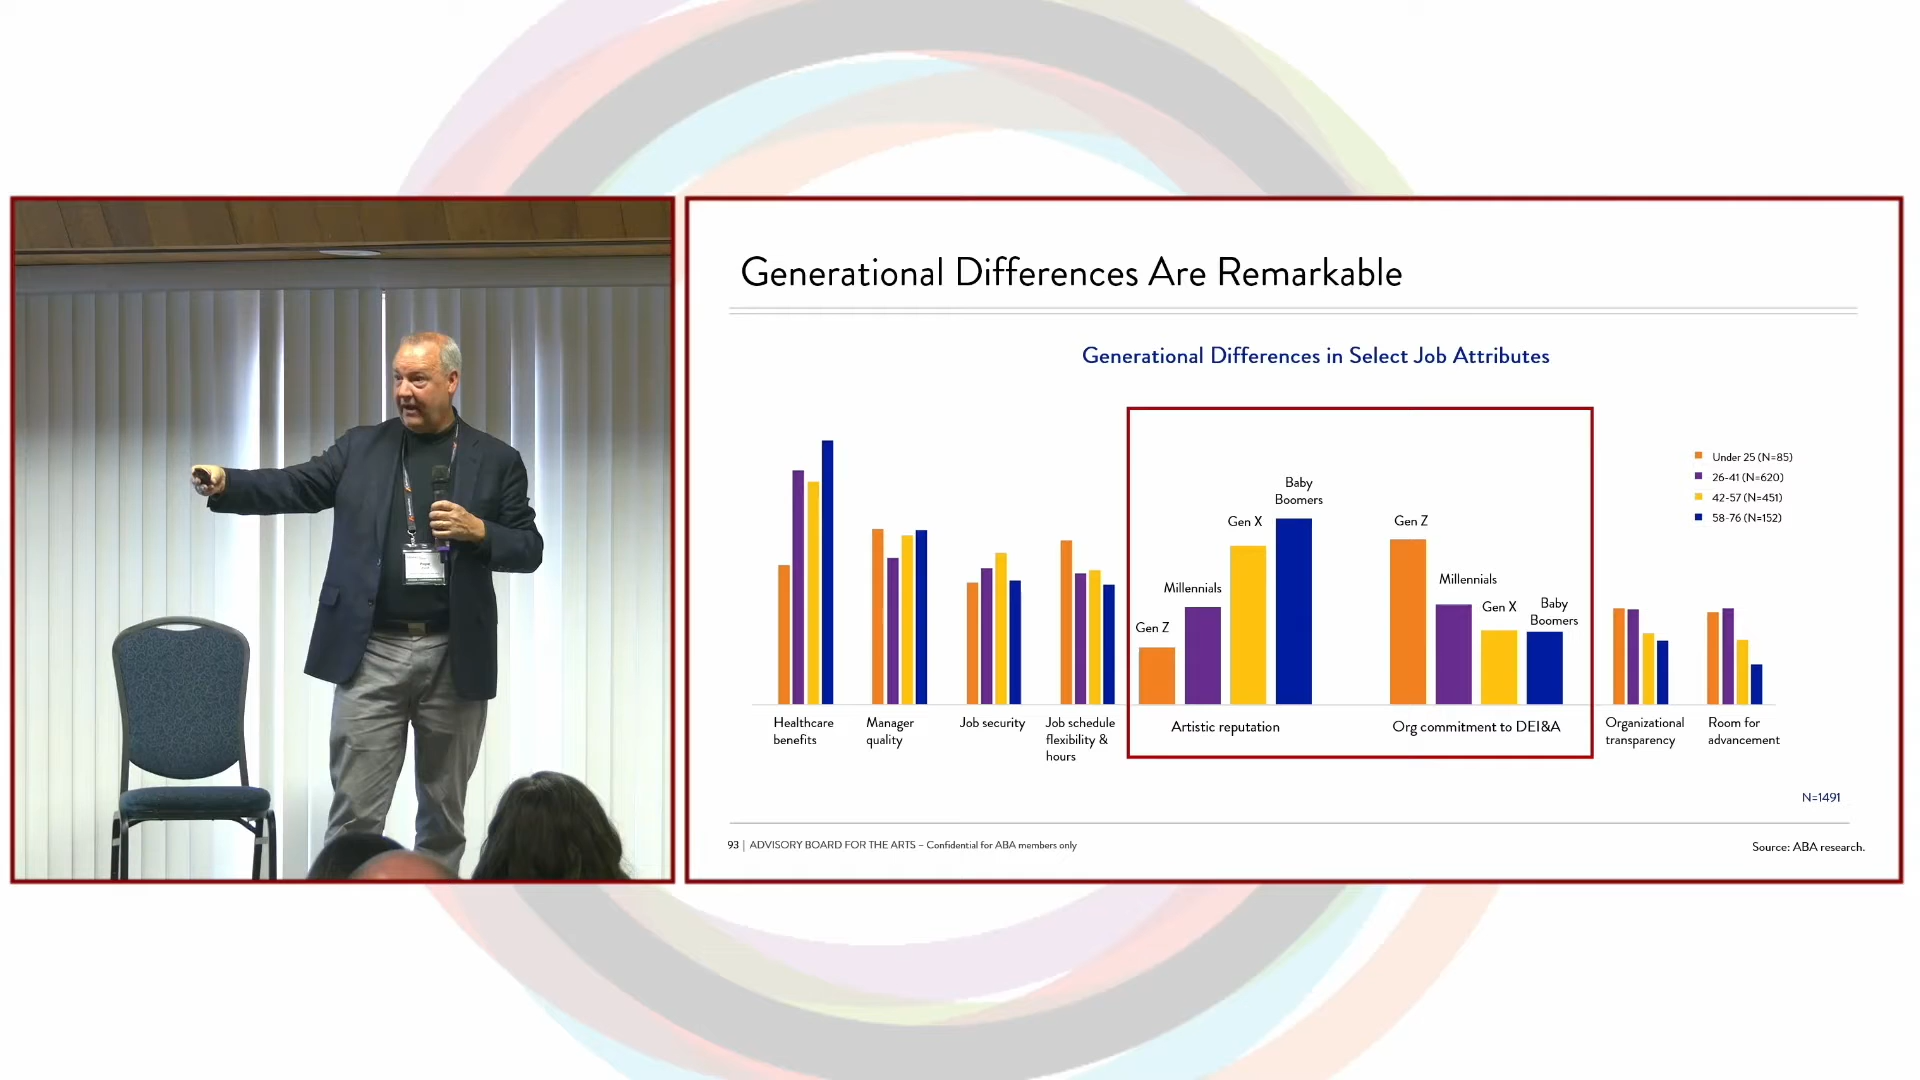 Generational Differences Are Remarkable
Generational Differences in Select Job Attributes
Under 25 (N=85)
26-41 (N=620)
42-57 (N=451)
58-76 (N=152)
Gen Z
Millennials
Gen X
Baby
Boomers
Gen Z
Millennials
Gen X
Baby
Boomers
Healthcare
benefits
Manager
quality
Job security
Job schedule
flexibility &
hours
Artistic reputation
Org commitment to DEI&A
Organizational
transparency
Room for
advancement
N=1491
93 | ADVISORY BOARD FOR THE ARTS – Confidential for ABA members only
Source: ABA research.